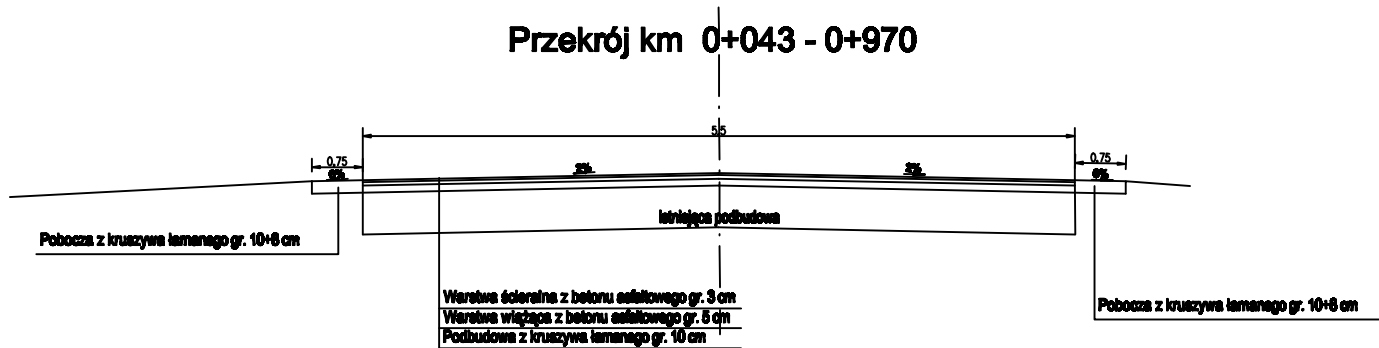 Przekrój km 0+043 - 0+970
5.5
0.75
0.75
6%
2%
2%
6%
Istniejąca podbudowa
Pobocza z kruszywa łamanego gr. 10+8 cm
Warstwa ścieralna z betonu asfaltowego gr. 3 cm
Warstwa wiążąca z betonu asfaltowego gr. 5 cm
Podbudowa z kruszywa łamanego gr. 10 cm
Pobocza z kruszywa łamanego gr. 10+8 cm